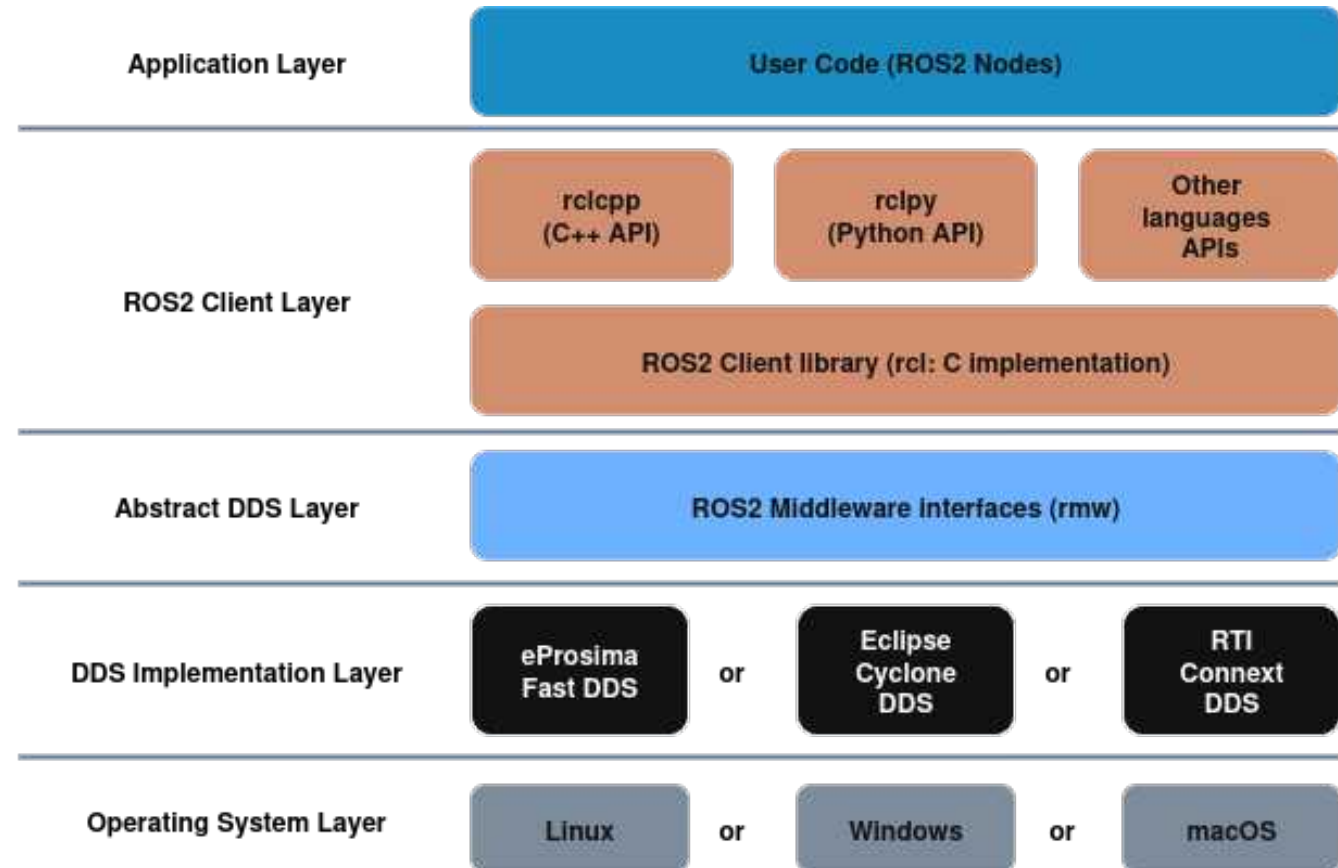 Application Layer
User Code (ROS2 Nodes)
rclcpp
(C++ API)
rclpy
(Python API)
Other
languages
APIs
ROS2 Client Layer
ROS2 Client library (rcl: C implementation)
Abstract DDS Layer
ROS2 Middleware interfaces (rmw)
DDS Implementation Layer
eProsima
Fast DDS
or
Eclipse
Cyclone
DDS
or
RTI
Connext
DDS
Operating System Layer
Linux
or
Windows
or
macOS